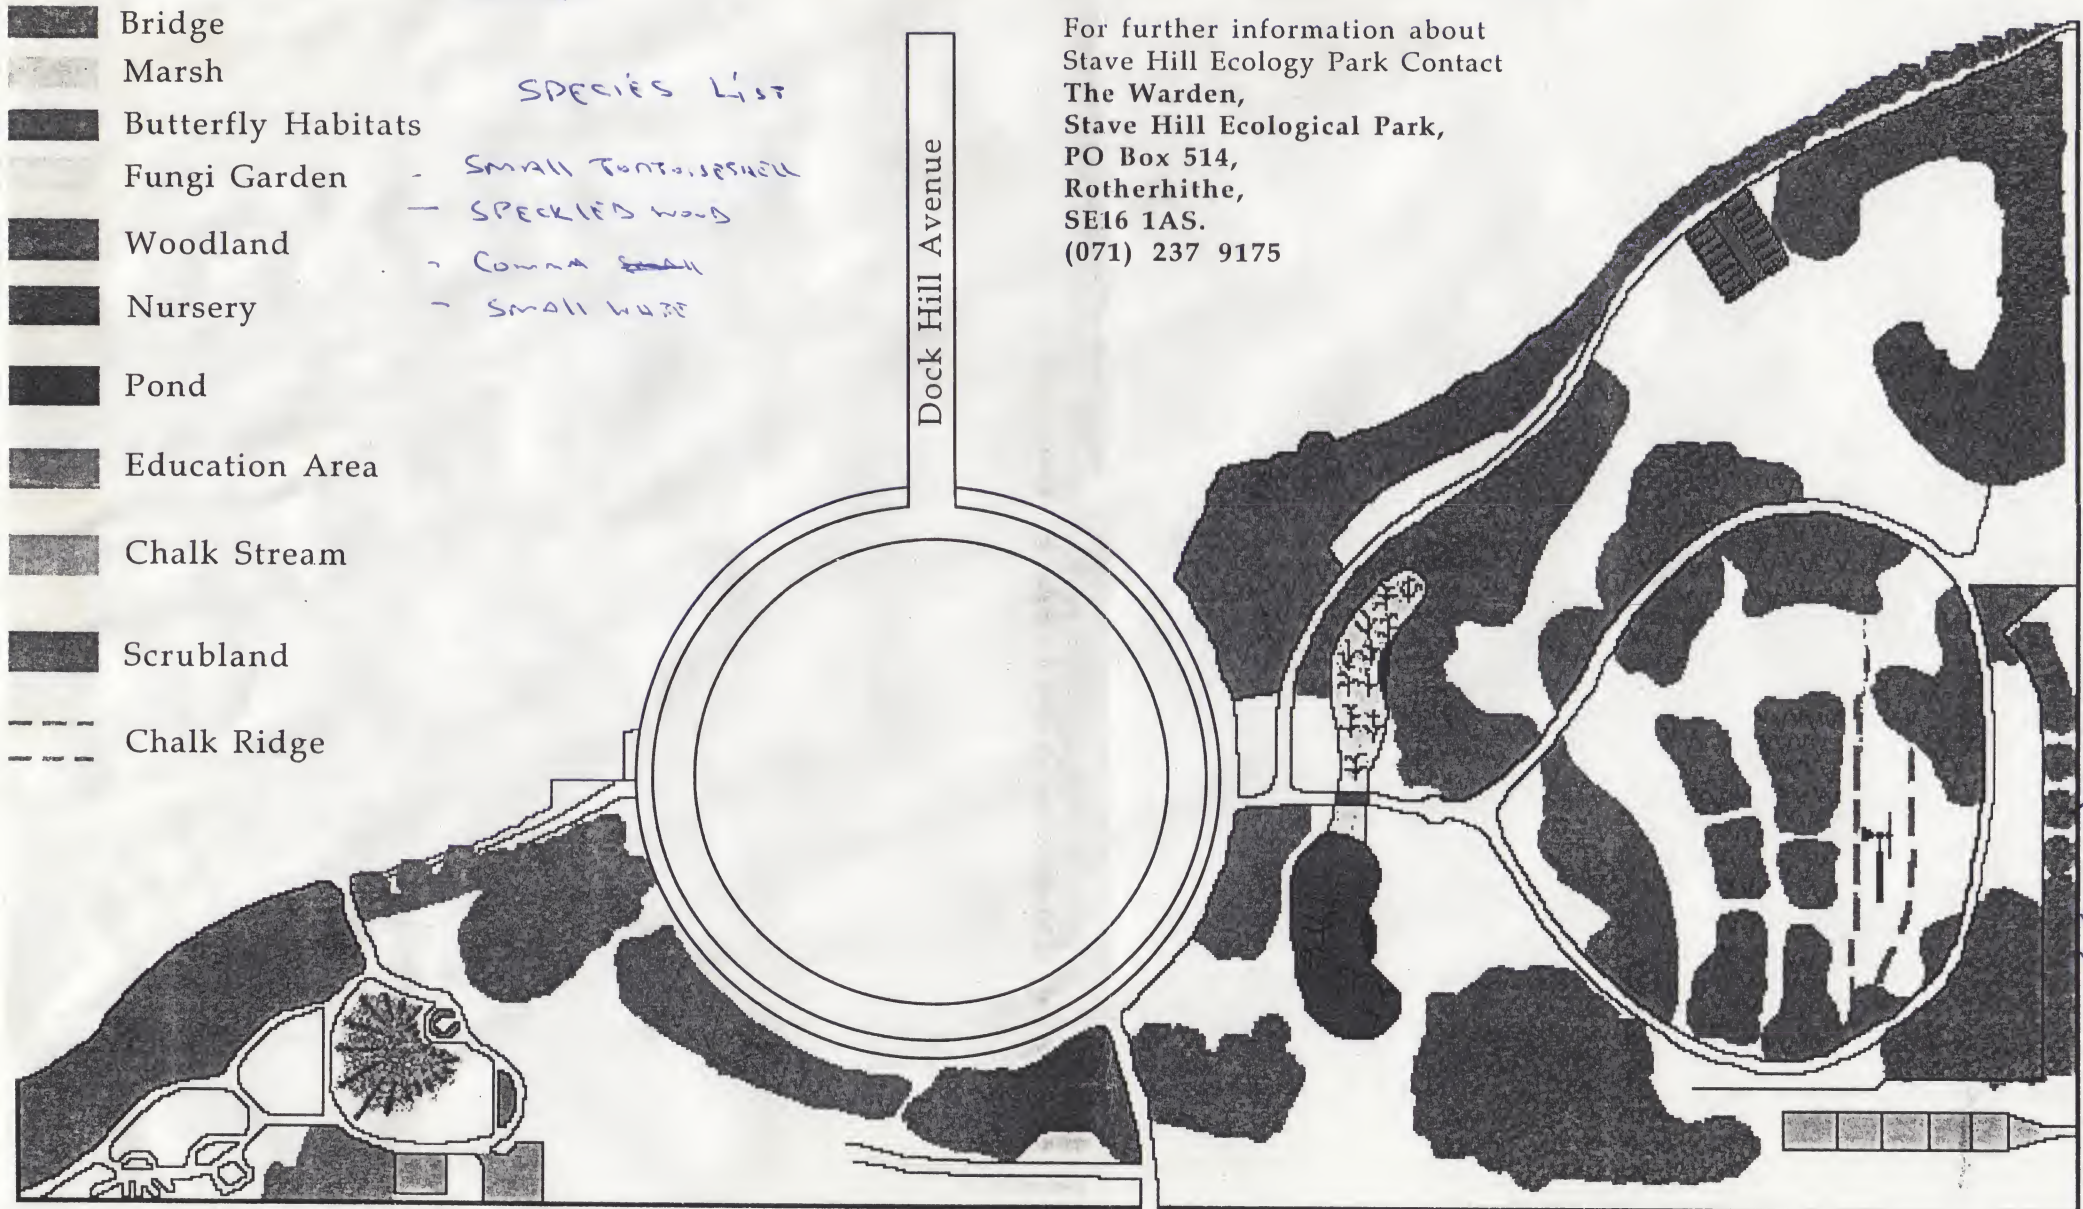 Bridge
Marsh
Butterfly Habitats
Fungi Garden
Woodland
Nursery
Pond
Education Area
Chalk Stream
Scrubland
Chalk Ridge
SPECIES LIST
- SMALL TORTOISESHELL
- SPECKLED WOOD
- COMMA
- SMALL WHITE
Dock Hill Avenue
For further information about
Stave Hill Ecology Park Contact
The Warden,
Stave Hill Ecological Park,
PO Box 514,
Rotherhithe,
SE16 1AS.
(071) 237 9175